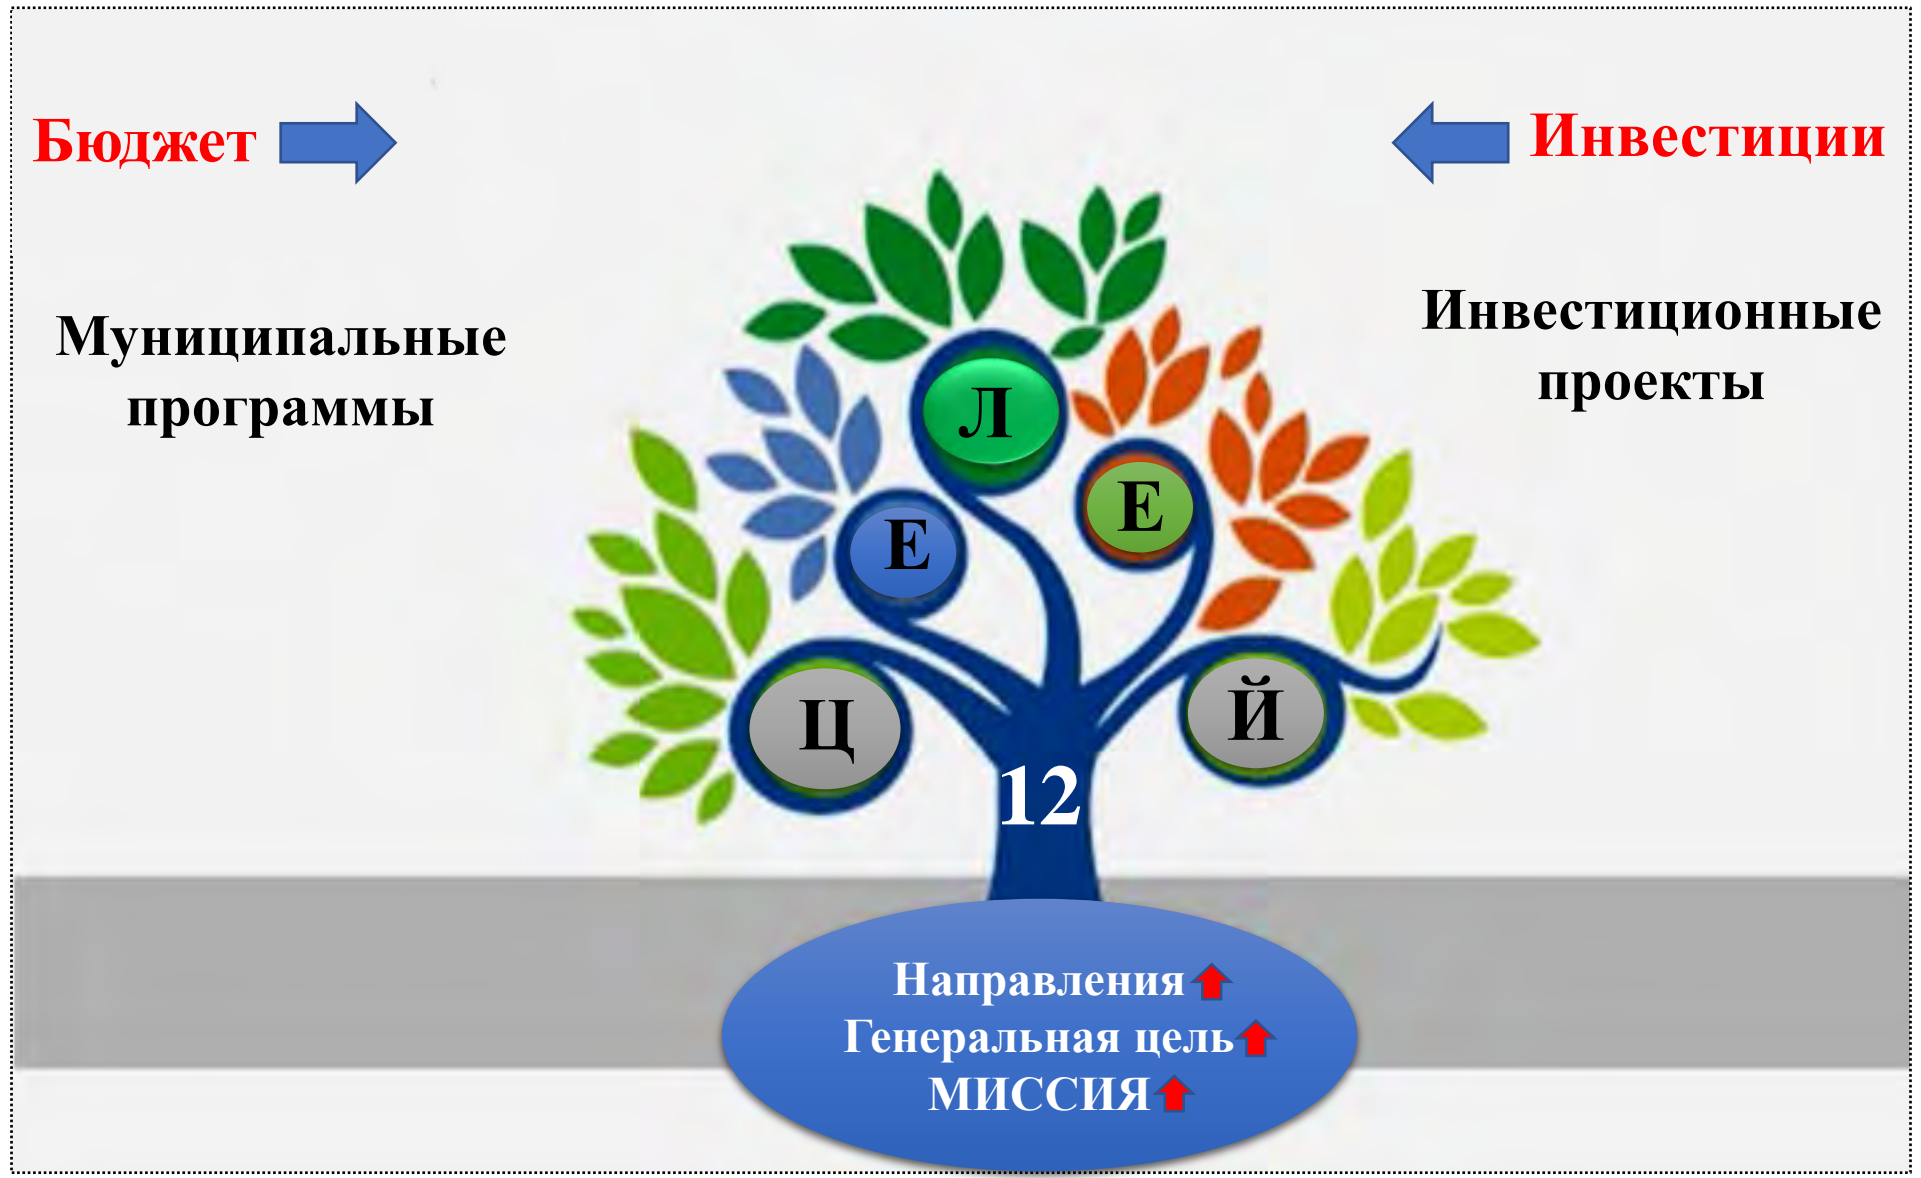 Бюджет
Инвестиции
Муниципальные
программы
Инвестиционные
проекты
Ц
Е
Л
Е
Й
12
Направления
Генеральная цель
МИССИЯ